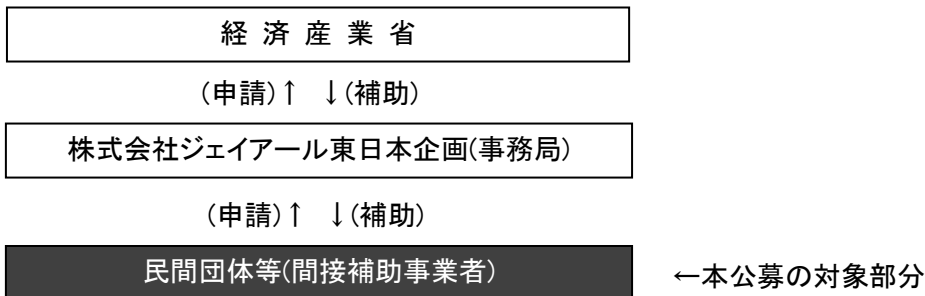 経 済 産 業 省
(申請)↑ ↓(補助)
株式会社ジェイアール東日本企画(事務局)
(申請)↑ ↓(補助)
民間団体等(間接補助事業者) ←本公募の対象部分